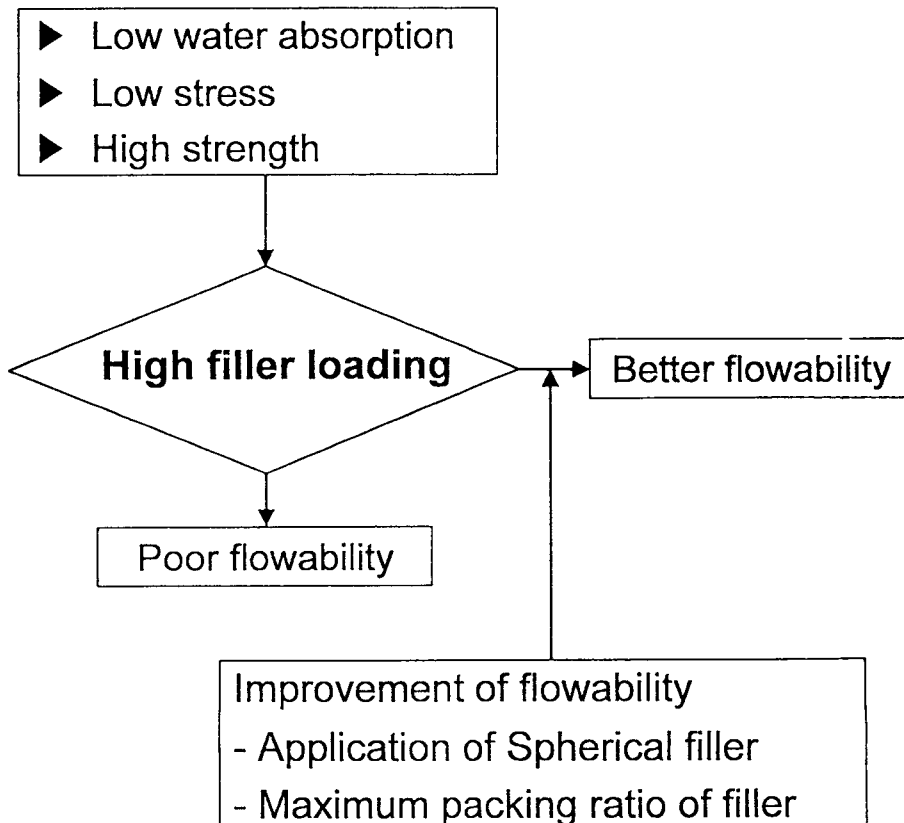 ▶ Low water absorption
▶ Low stress
▶ High strength
High filler loading
Better flowability
Poor flowability
Improvement of flowability
- Application of Spherical filler
- Maximum packing ratio of filler